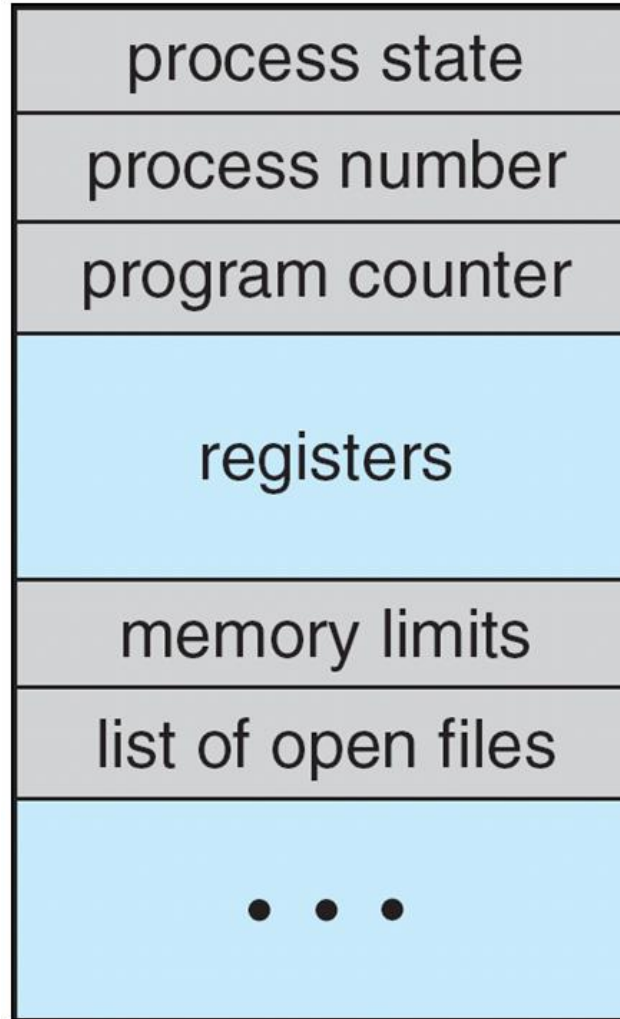 process state
process number
program counter
registers
memory limits
list of open files
• • •